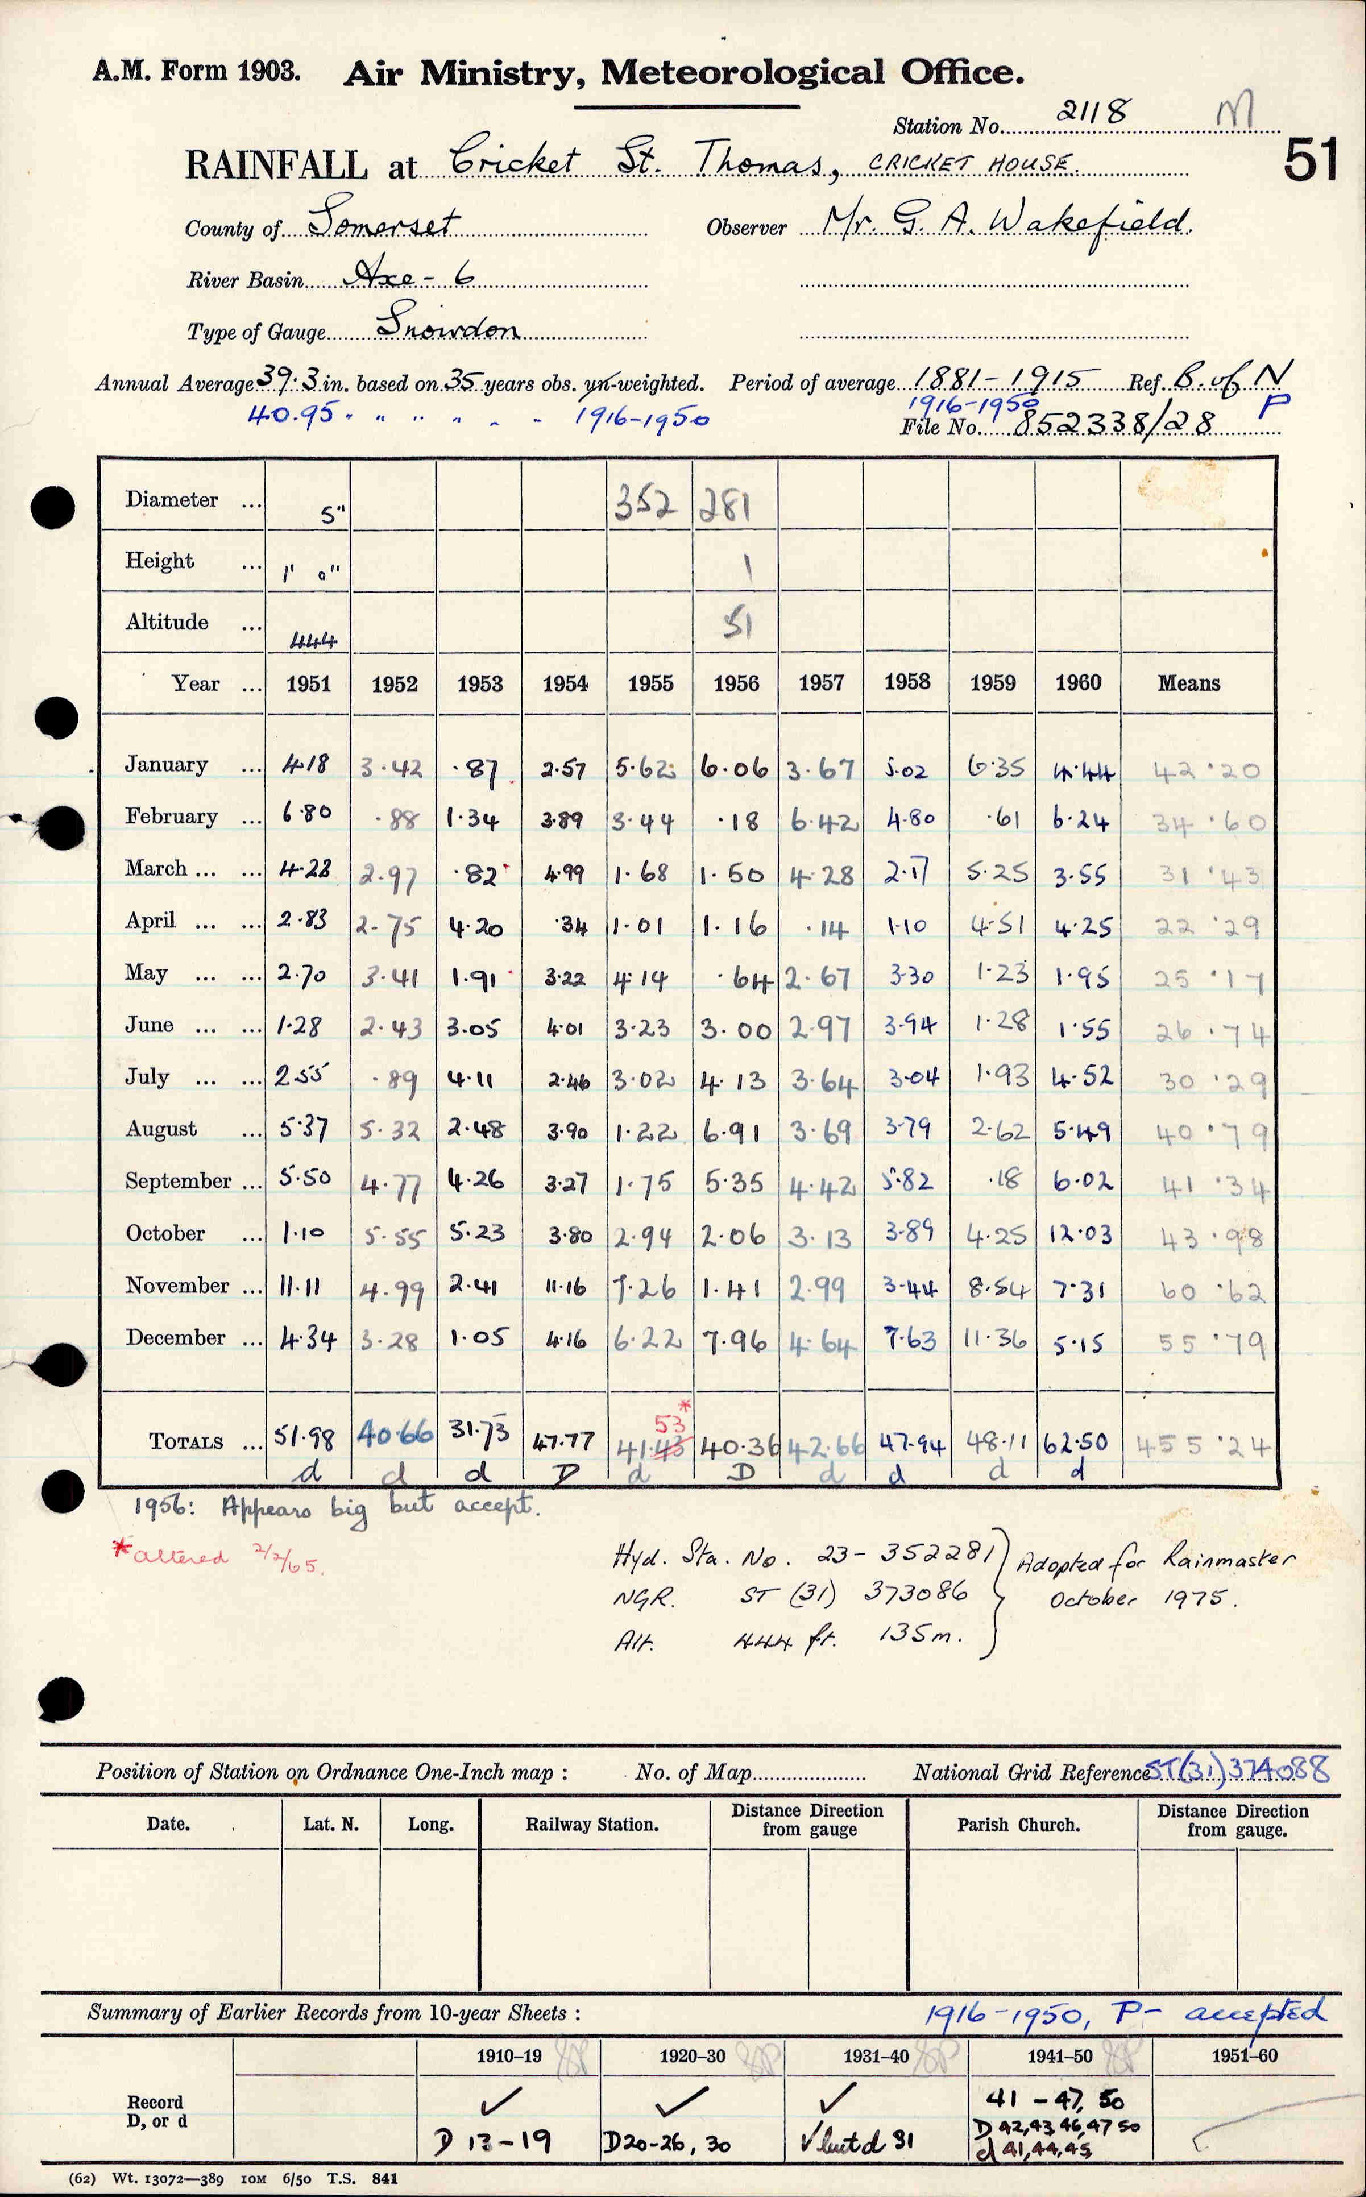 A.M. Form 1903. Air Ministry, Meteorological Office.
Station No. 2118 M
51
RAINFALL at Cricket St. Thomas, CRICKET HOUSE.
County of Somerset Observer Mr. G. A. Wakefield.
River Basin Axe - 6
Type of Gauge Snowdon
Annual Average 39.3 in. based on 35 years obs. un-weighted. Period of average 1881-1915 Ref. B. of N
40.95 " " " " - - 1916-1950 1916-1950 P
File No. 852338/28
Diameter ... 5" 352 281
Height ... 1' 0" 1
Altitude ... 444 51
Year ... 1951 1952 1953 1954 1955 1956 1957 1958 1959 1960 Means
January ... 4.18 3.42 .87 2.57 5.62 6.06 3.67 5.02 6.35 4.44 42.20
February ... 6.80 .88 1.34 3.89 3.44 .18 6.42 4.80 .61 6.24 34.60
March ... ... 4.22 2.97 .82 4.99 1.68 1.50 4.28 2.17 5.25 3.55 31.43
April ... ... 2.83 2.75 4.20 .34 1.01 1.16 .14 1.10 4.51 4.25 22.29
May ... ... 2.70 3.41 1.91 3.22 4.14 .64 2.67 3.30 1.23 1.95 25.17
June ... ... 1.28 2.43 3.05 4.01 3.23 3.00 2.97 3.94 1.28 1.55 26.74
July ... ... 2.55 .89 4.11 2.46 3.02 4.13 3.64 3.04 1.93 4.52 30.29
August ... 5.37 5.32 2.48 3.90 1.22 6.91 3.69 3.79 2.62 5.49 40.79
September ... 5.50 4.77 4.26 3.27 1.75 5.35 4.42 5.82 .18 6.02 41.34
October ... 1.10 5.55 5.23 3.80 2.94 2.06 3.13 3.89 4.25 12.03 43.98
November ... 11.11 4.99 2.41 11.16 7.26 1.41 2.99 3.44 8.54 7.31 60.62
December ... 4.34 3.28 1.05 4.16 6.22 7.96 4.64 7.63 11.36 5.15 55.79
53*
TOTALS ... 51.98 40.66 31.73 47.77 41.43 40.36 42.66 47.94 48.11 62.50 455.24
d d d D d D d d d d
1956: Appears big but accept.
*altered 2/2/65.
Hyd. Sta. No. 23-352281 } Adopted for Rainmaster
NGR. ST (31) 373086 } October 1975.
Alt. 444 ft. 135m. }
Position of Station on Ordnance One-Inch map : No. of Map National Grid Reference ST(31)374088
Date. Lat. N. Long. Railway Station. Distance Direction from gauge Parish Church. Distance Direction from gauge.
Summary of Earlier Records from 10-year Sheets : 1916-1950, P- accepted
1910–19 1920–30 1931–40 1941–50 1951–60
Record D, or d
✓ ✓ ✓ 41 - 47, 50
D 13-19 D20-26, 30 ✓ but d 31 D 42,43,46,47 50
d 41,44,45
(62) Wt. 13072—389 IOM 6/50 T.S. 841